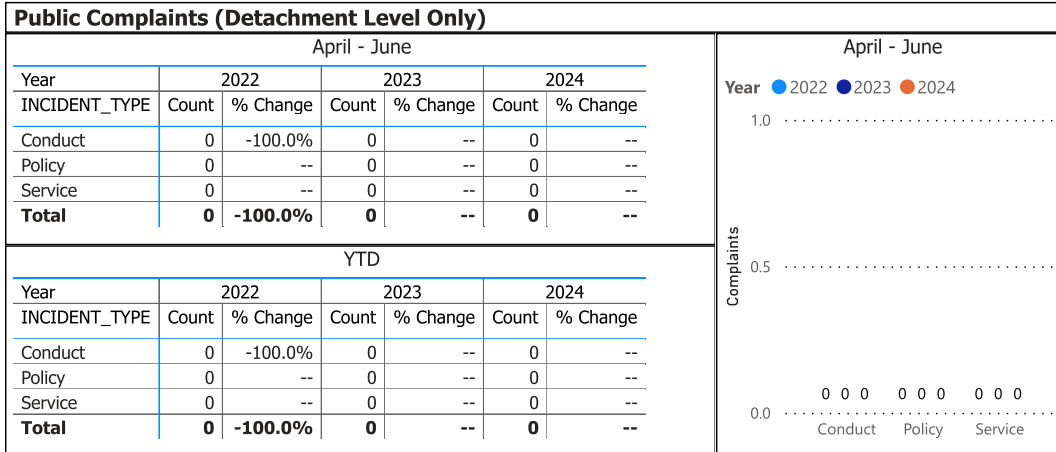 Public Complaints (Detachment Level Only)
April - June
Year 2022 2023 2024
INCIDENT_TYPE Count % Change Count % Change Count % Change
Conduct 0 -100.0% 0 -- 0 --
Policy 0 -- 0 -- 0 --
Service 0 -- 0 -- 0 --
Total 0 -100.0% 0 -- 0 --
YTD
Year 2022 2023 2024
INCIDENT_TYPE Count % Change Count % Change Count % Change
Conduct 0 -100.0% 0 -- 0 --
Policy 0 -- 0 -- 0 --
Service 0 -- 0 -- 0 --
Total 0 -100.0% 0 -- 0 --
April - June
Year 2022 2023 2024
1.0
Complaints
0.5
0 0 0 0 0 0 0 0 0
0.0
Conduct Policy Service